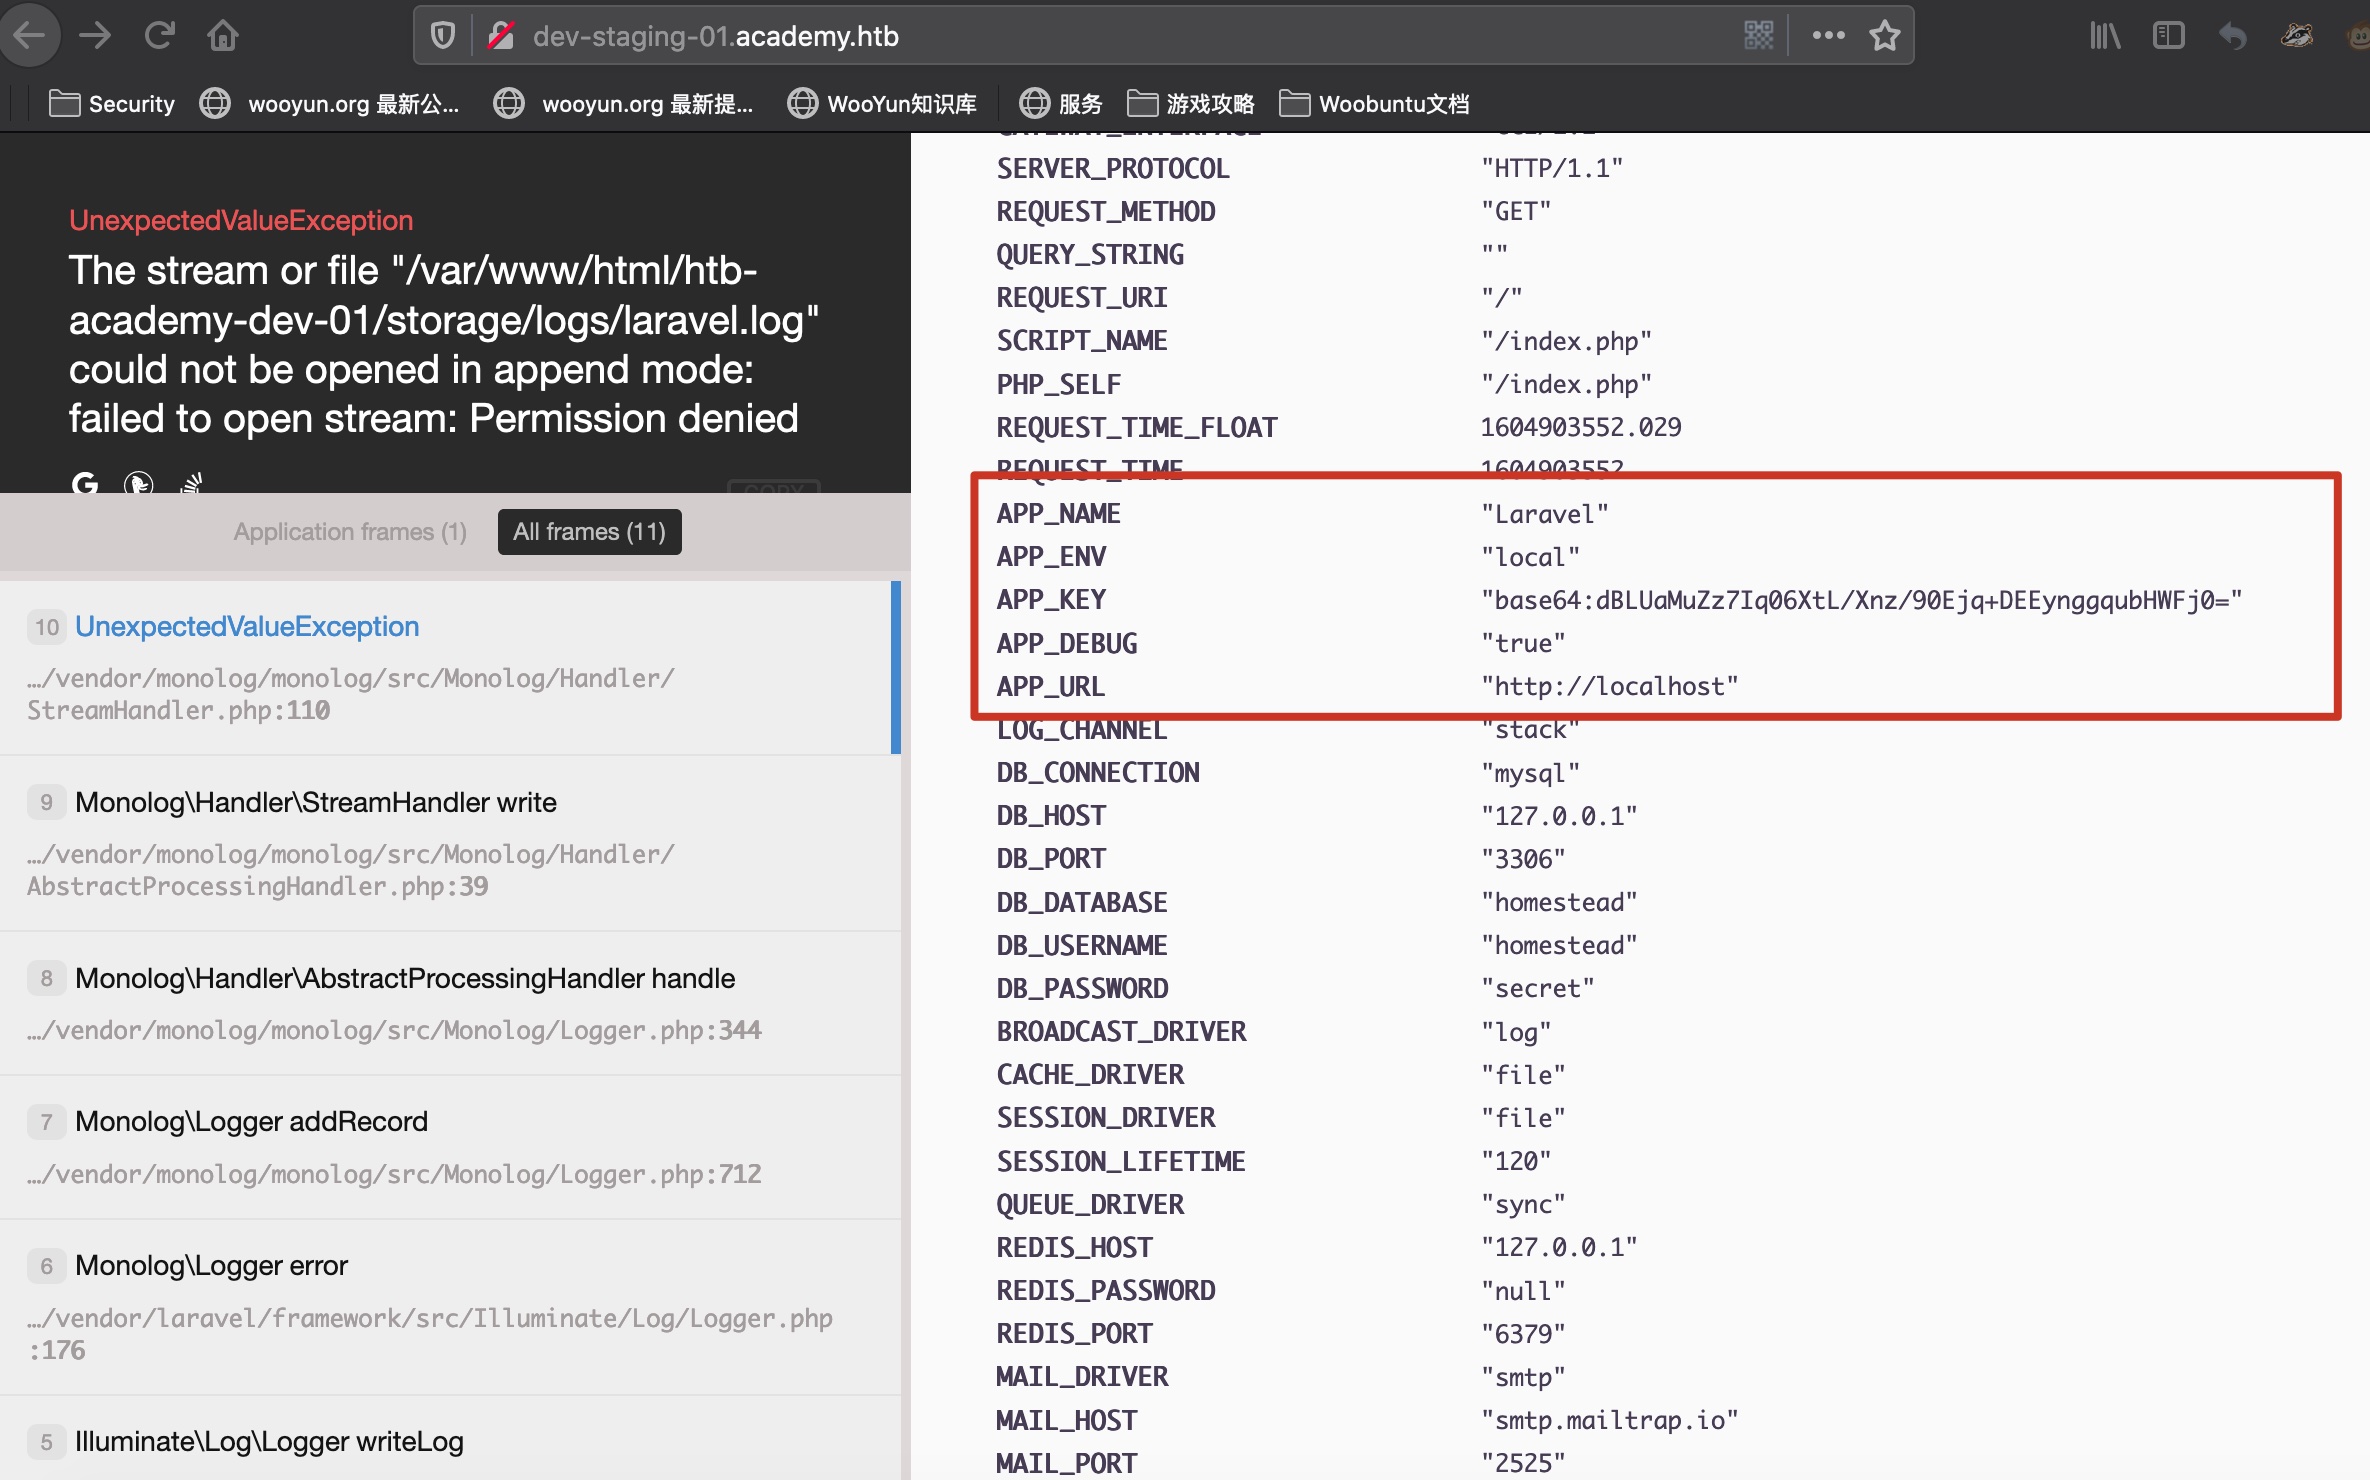 dev-staging-01.academy.htb
Security
wooyun.org 最新公...
wooyun.org 最新提...
WooYun知识库
服务
游戏攻略
Woobuntu文档
UnexpectedValueException
The stream or file "/var/www/html/htb-
academy-dev-01/storage/logs/laravel.log"
could not be opened in append mode:
failed to open stream: Permission denied
COPY
Application frames (1)
All frames (11)
10 UnexpectedValueException
…/vendor/monolog/monolog/src/Monolog/Handler/
StreamHandler.php:110
9 Monolog\Handler\StreamHandler write
…/vendor/monolog/monolog/src/Monolog/Handler/
AbstractProcessingHandler.php:39
8 Monolog\Handler\AbstractProcessingHandler handle
…/vendor/monolog/monolog/src/Monolog/Logger.php:344
7 Monolog\Logger addRecord
…/vendor/monolog/monolog/src/Monolog/Logger.php:712
6 Monolog\Logger error
…/vendor/laravel/framework/src/Illuminate/Log/Logger.php
:176
5 Illuminate\Log\Logger writeLog
SERVER_PROTOCOL "HTTP/1.1"
REQUEST_METHOD "GET"
QUERY_STRING ""
REQUEST_URI "/"
SCRIPT_NAME "/index.php"
PHP_SELF "/index.php"
REQUEST_TIME_FLOAT 1604903552.029
REQUEST_TIME 1604903552
APP_NAME "Laravel"
APP_ENV "local"
APP_KEY "base64:dBLUaMuZz7Iq06XtL/Xnz/90Ejq+DEEynggqubHWFj0="
APP_DEBUG "true"
APP_URL "http://localhost"
LOG_CHANNEL "stack"
DB_CONNECTION "mysql"
DB_HOST "127.0.0.1"
DB_PORT "3306"
DB_DATABASE "homestead"
DB_USERNAME "homestead"
DB_PASSWORD "secret"
BROADCAST_DRIVER "log"
CACHE_DRIVER "file"
SESSION_DRIVER "file"
SESSION_LIFETIME "120"
QUEUE_DRIVER "sync"
REDIS_HOST "127.0.0.1"
REDIS_PASSWORD "null"
REDIS_PORT "6379"
MAIL_DRIVER "smtp"
MAIL_HOST "smtp.mailtrap.io"
MAIL_PORT "2525"